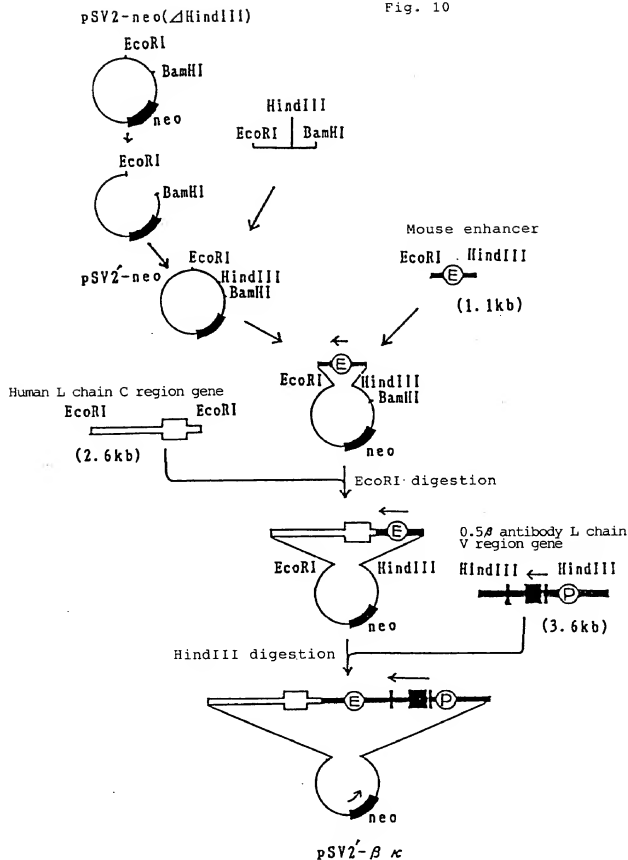 Fig. 10
pSV2-neo(ΔHindIII)
EcoRI
BamHI
neo
HindIII
EcoRI BamHI
EcoRI
BamHI
Mouse enhancer
EcoRI HindIII
E
(1.1kb)
pSV2′-neo
EcoRI
HindIII
BamHI
E
EcoRI HindIII
BamHI
neo
Human L chain C region gene
EcoRI EcoRI
(2.6kb)
EcoRI digestion
E
EcoRI HindIII
neo
0.5β antibody L chain
V region gene
HindIII HindIII
P
(3.6kb)
HindIII digestion
E P
neo
pSV2′-β κ